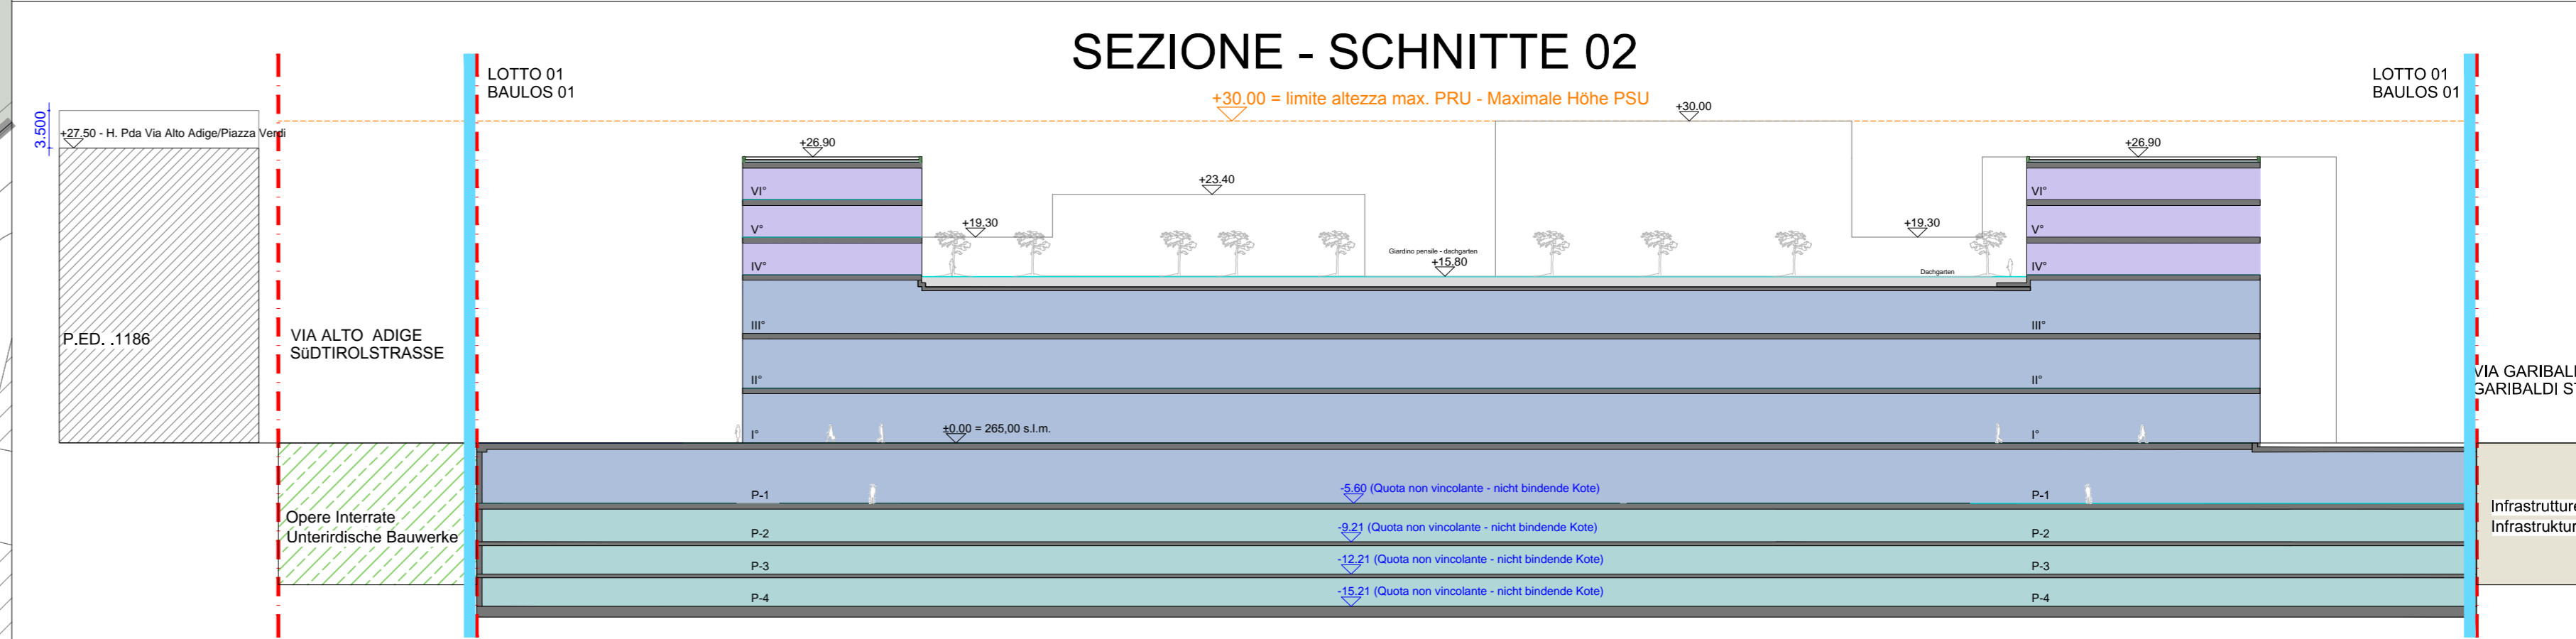 SEZIONE - SCHNITTE 02
LOTTO 01
BAULOS 01
LOTTO 01
BAULOS 01
+30.00 = limite altezza max. PRU - Maximale Höhe PSU
+30.00
3.500
+27.50 - H. Pda Via Alto Adige/Piazza Verdi
+26.90
+26.90
+23.40
VI°
VI°
+19.30
+19.30
V°
V°
Giardino pensile - dachgarten
+15.80
Dachgarten
IV°
IV°
P.ED. .1186
VIA ALTO ADIGE
SüDTIROLSTRASSE
III°
III°
VIA GARIBALD
GARIBALDI ST
II°
II°
±0.00 = 265,00 s.l.m.
I°
I°
P-1
-5.60 (Quota non vincolante - nicht bindende Kote)
P-1
Opere Interrate
Unterirdische Bauwerke
Infrastrutture
Infrastruktur
P-2
-9.21 (Quota non vincolante - nicht bindende Kote)
P-2
P-3
-12.21 (Quota non vincolante - nicht bindende Kote)
P-3
P-4
-15.21 (Quota non vincolante - nicht bindende Kote)
P-4